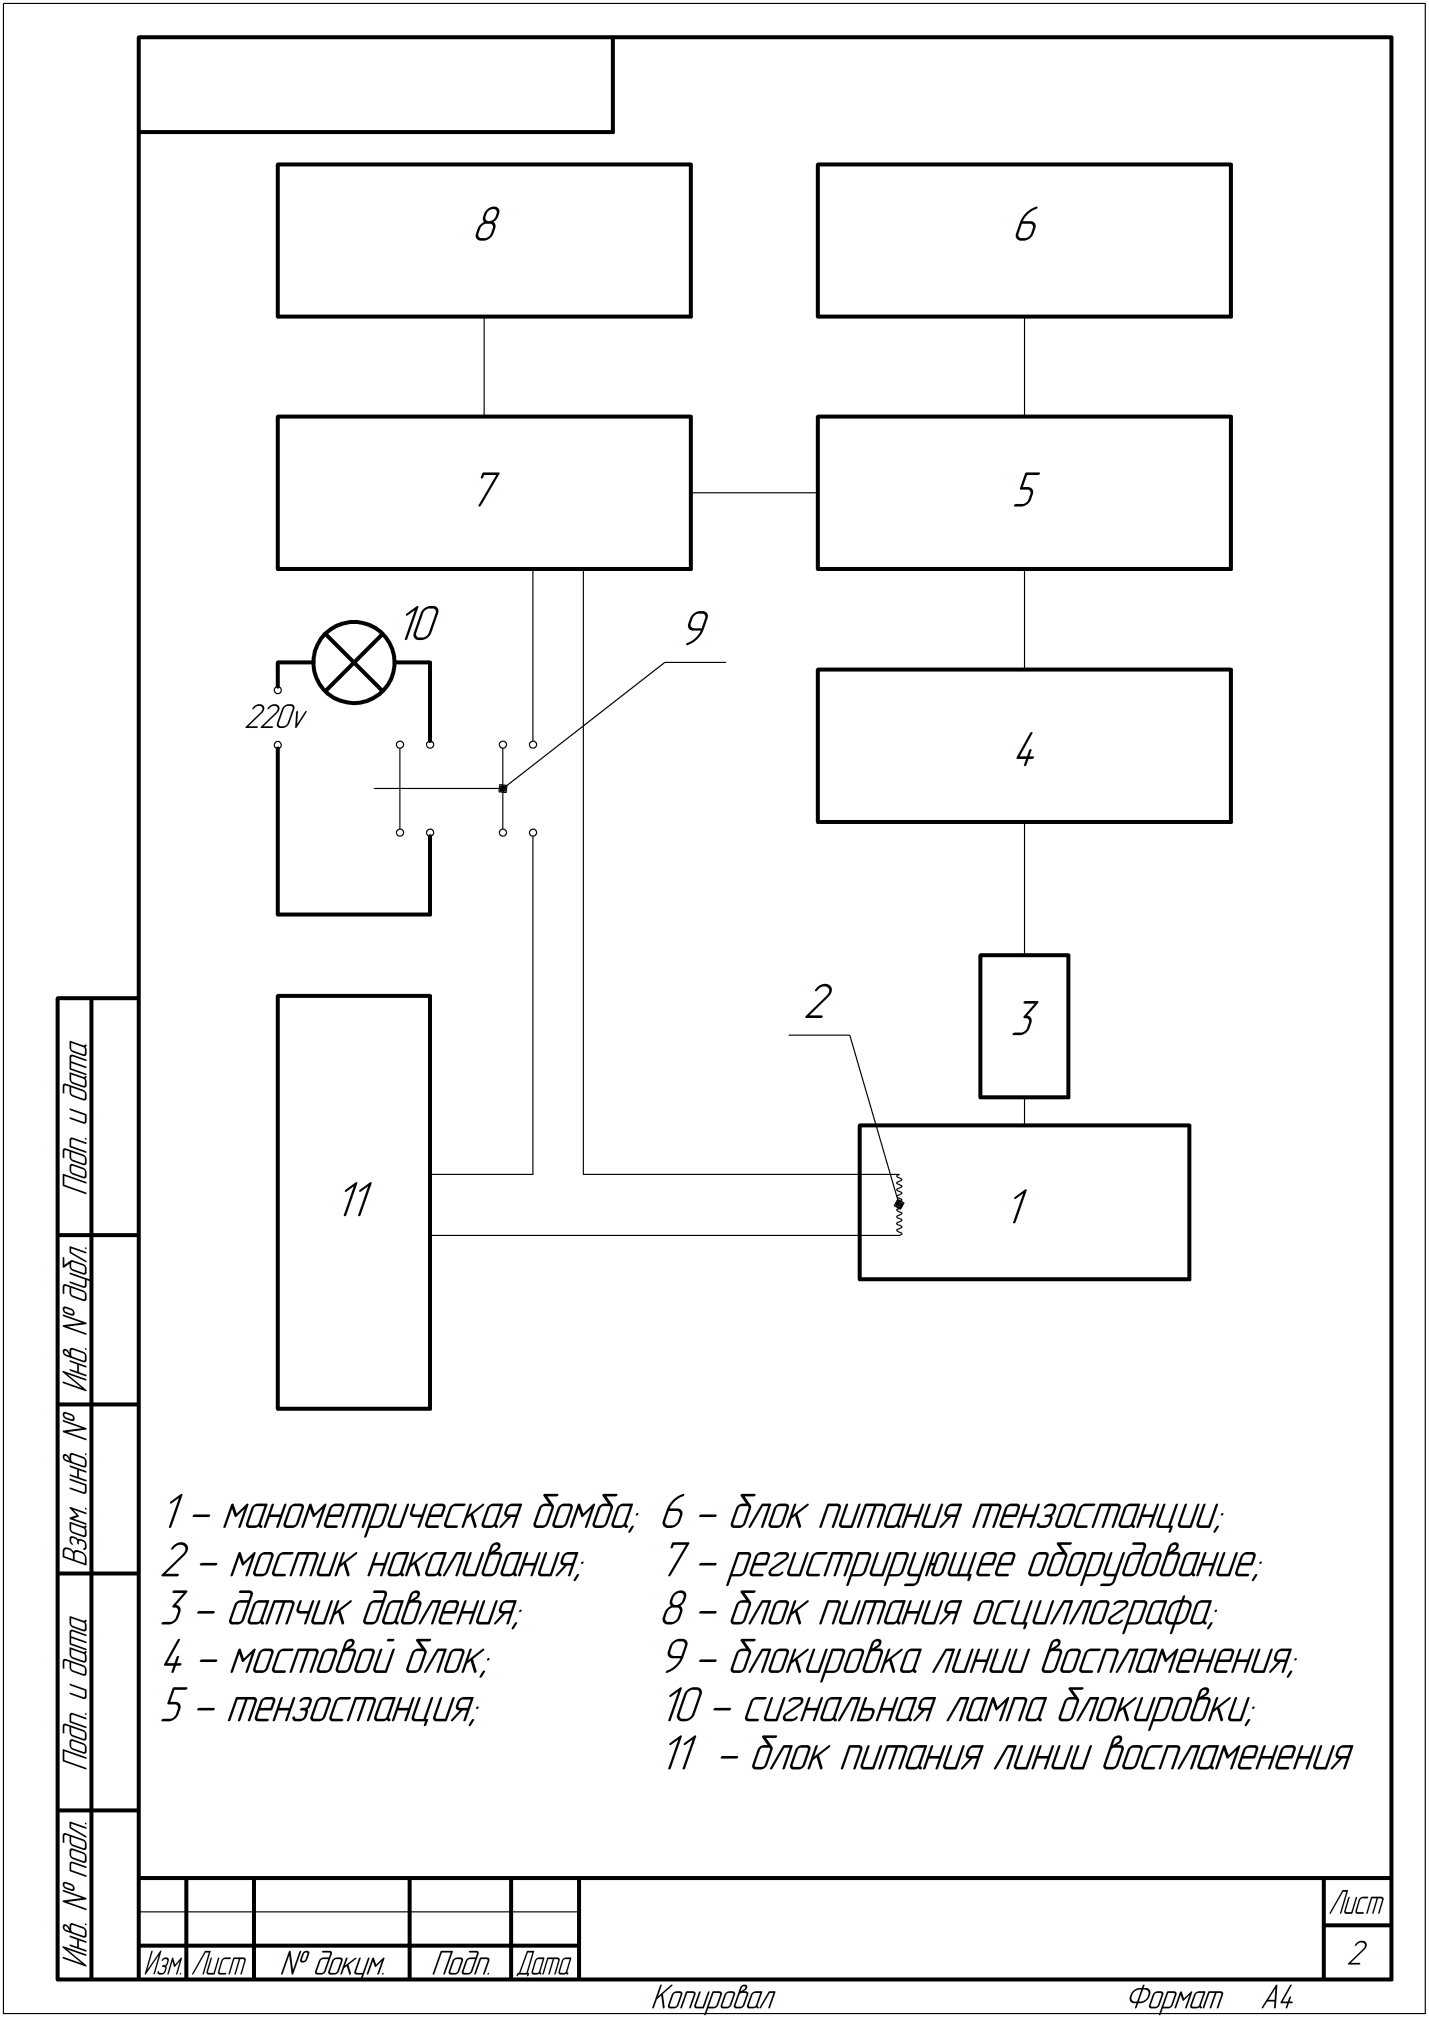 8
6
7
5
10
9
220v
4
2
3
11
1
1 – манометрическая бомба;
2 – мостик накаливания;
3 – датчик давления;
4 – мостовой блок;
5 – тензостанция;
6 – блок питания тензостанции;
7 – регистрирующее оборудование;
8 – блок питания осциллографа;
9 – блокировка линии воспламенения;
10 – сигнальная лампа блокировки;
11 – блок питания линии воспламенения
Подп. и дата
Инв. № дубл.
Взам. инв. №
Подп. и дата
Инв. № подл.
Изм. Лист № докум. Подп. Дата
Лист
2
Копировал Формат А4